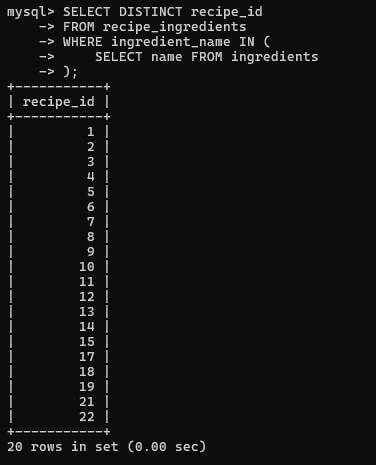 mysql> SELECT DISTINCT recipe_id
    -> FROM recipe_ingredients
    -> WHERE ingredient_name IN (
    ->     SELECT name FROM ingredients
    -> );
+-----------+
| recipe_id |
+-----------+
|         1 |
|         2 |
|         3 |
|         4 |
|         5 |
|         6 |
|         7 |
|         8 |
|         9 |
|        10 |
|        11 |
|        12 |
|        13 |
|        14 |
|        15 |
|        17 |
|        18 |
|        19 |
|        21 |
|        22 |
+-----------+
20 rows in set (0.00 sec)